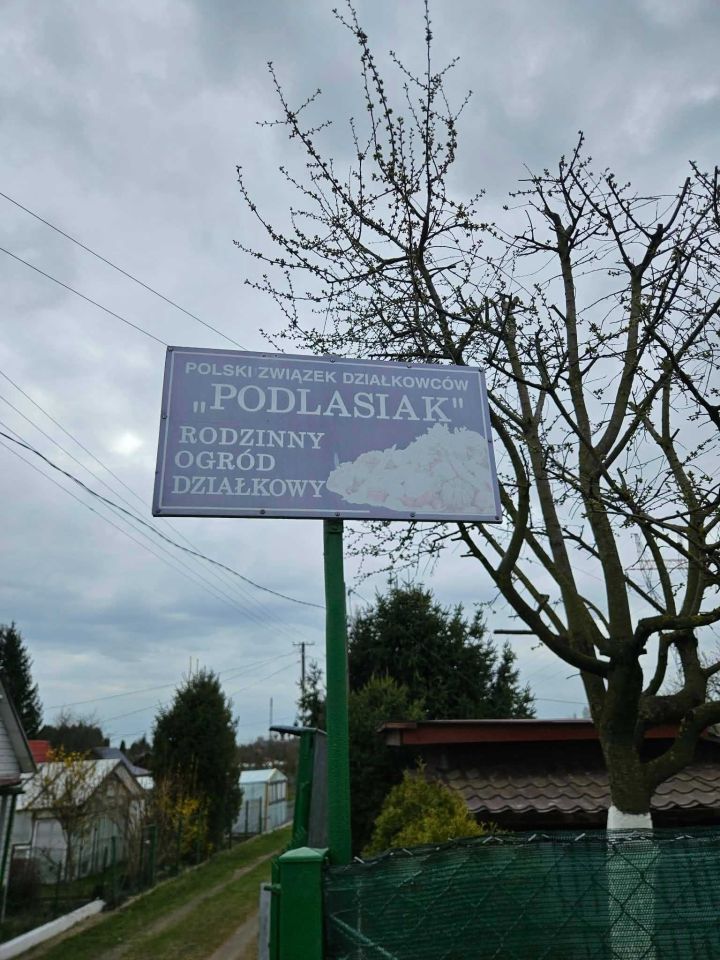 POLSKI ZWIĄZEK DZIAŁKOWCÓW
„PODLASIAK"
RODZINNY
OGRÓD
DZIAŁKOWY